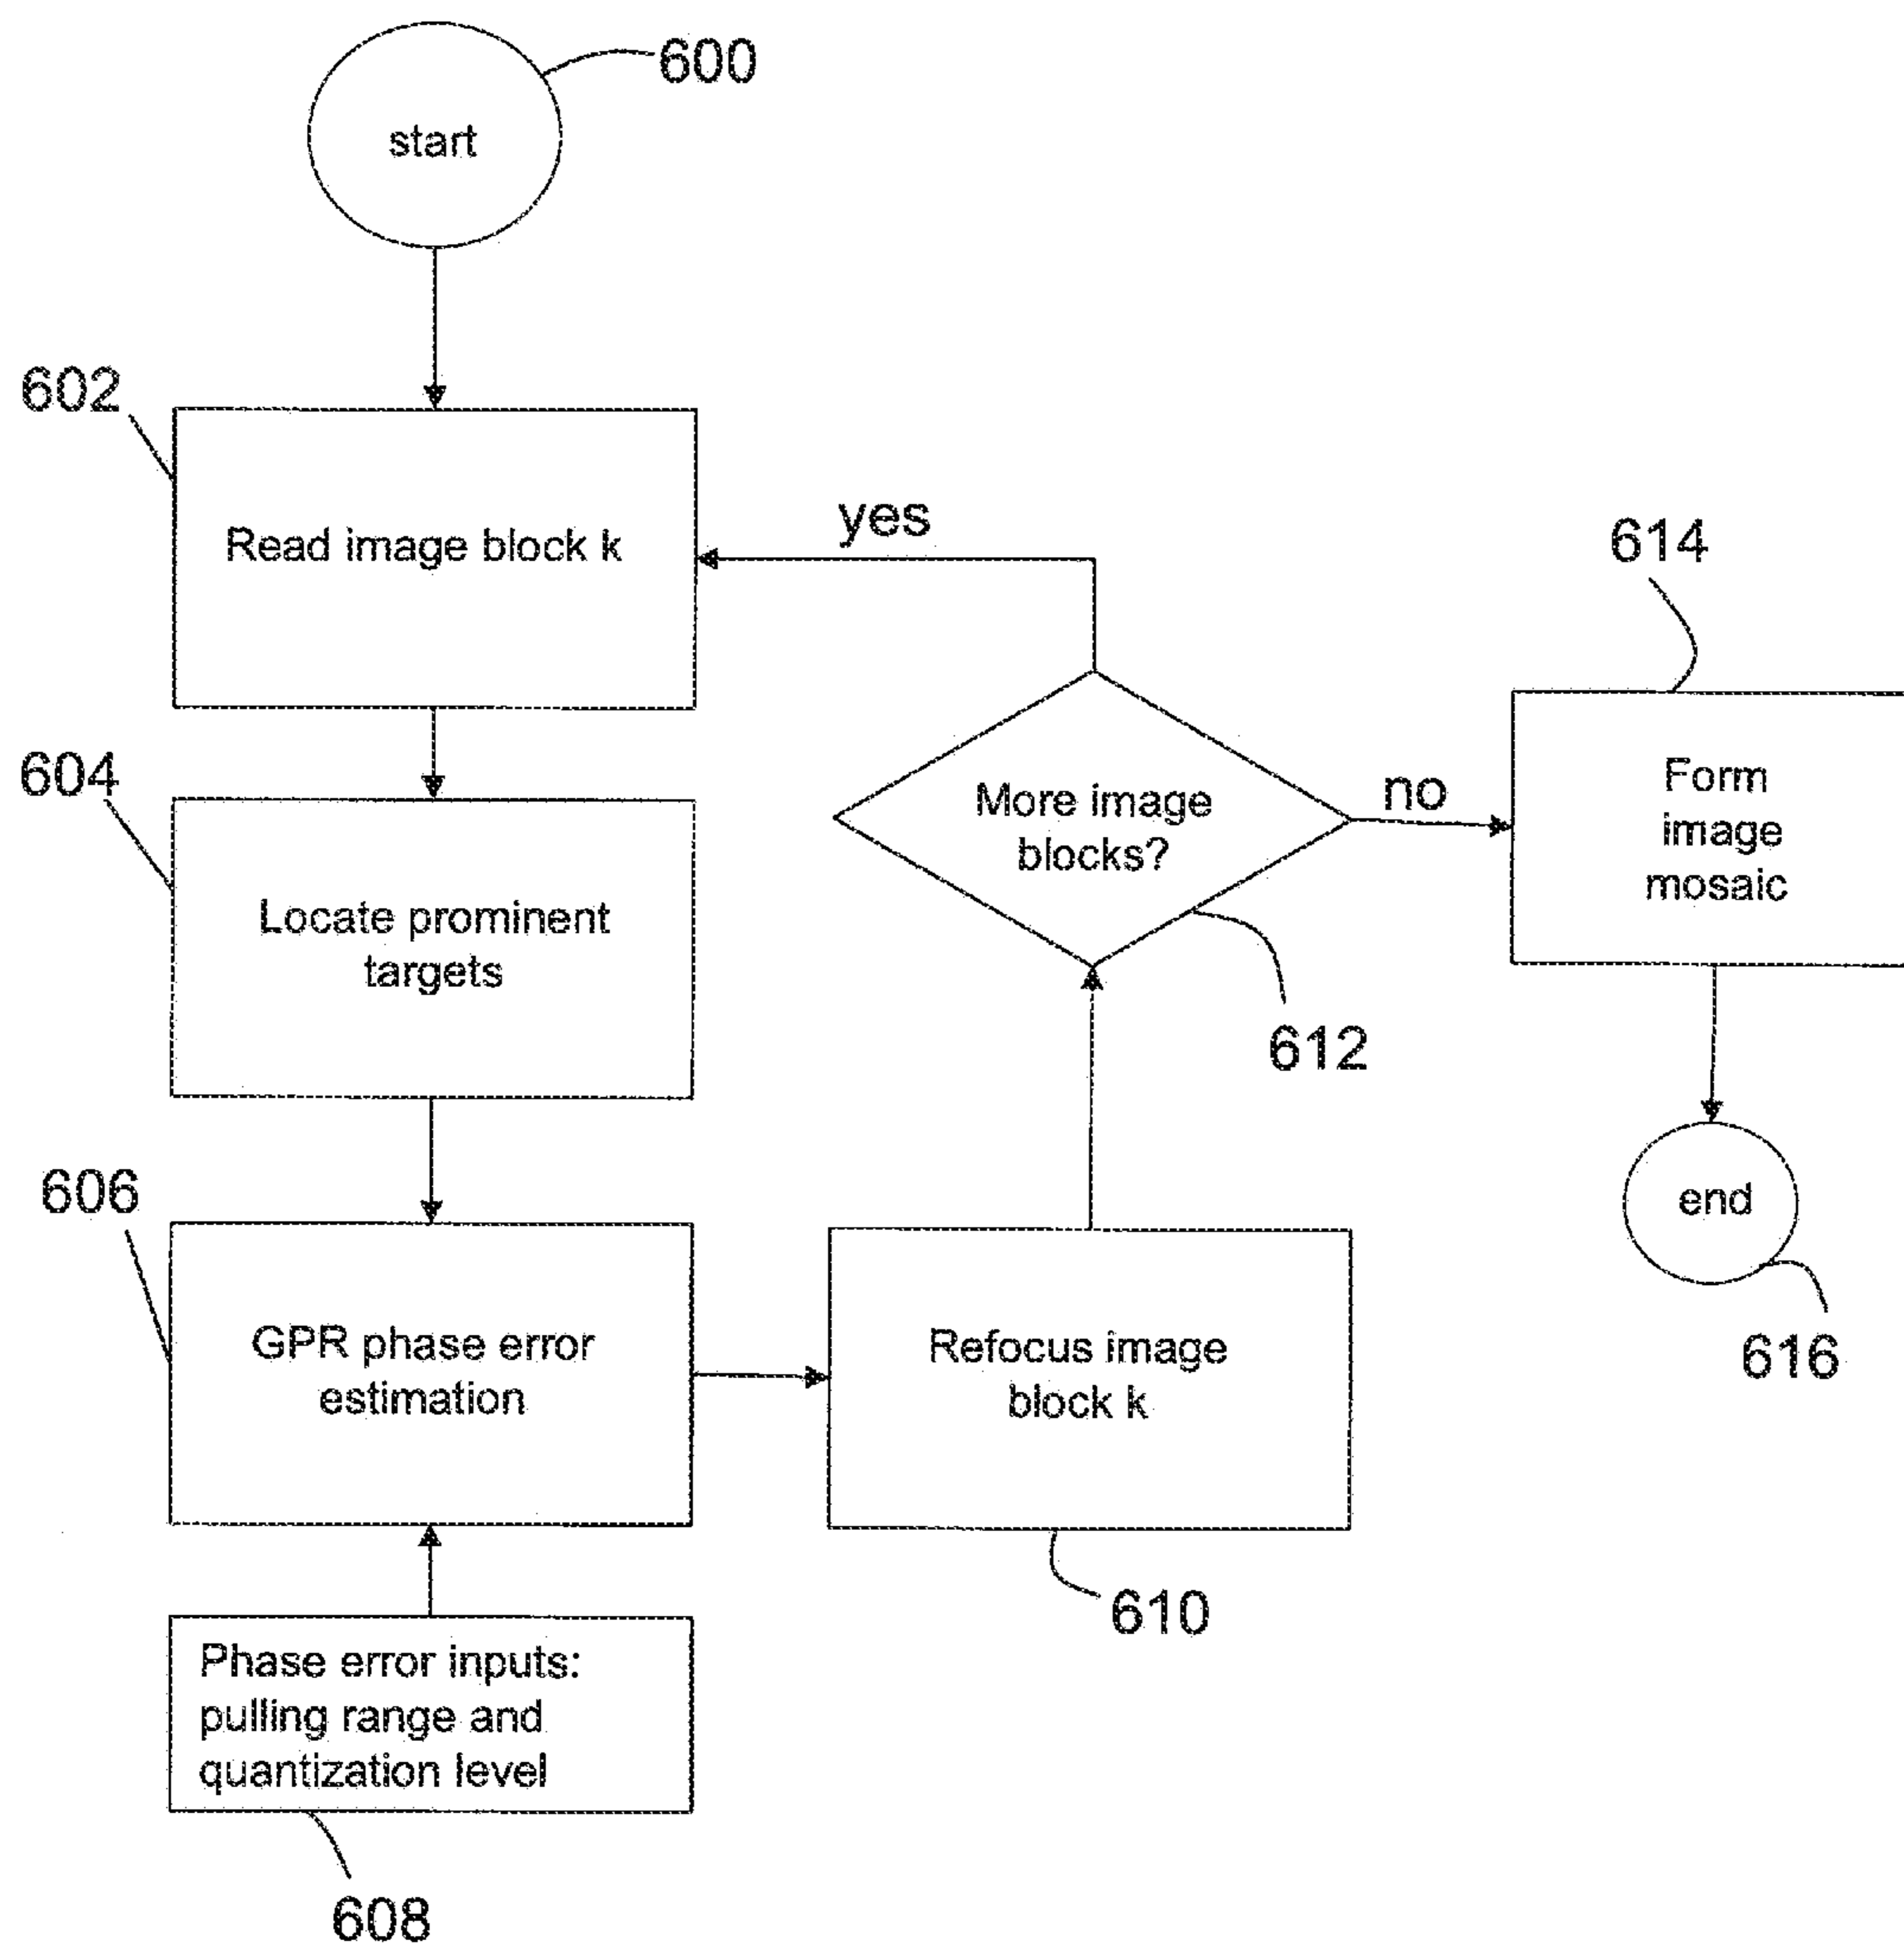 600
start
602
Read image block k
yes
614
604
Locate prominent
targets
More image
blocks?
no
Form
image
mosaic
612
606
GPR phase error
estimation
Refocus image
block k
end
616
610
Phase error inputs:
pulling range and
quantization level
608